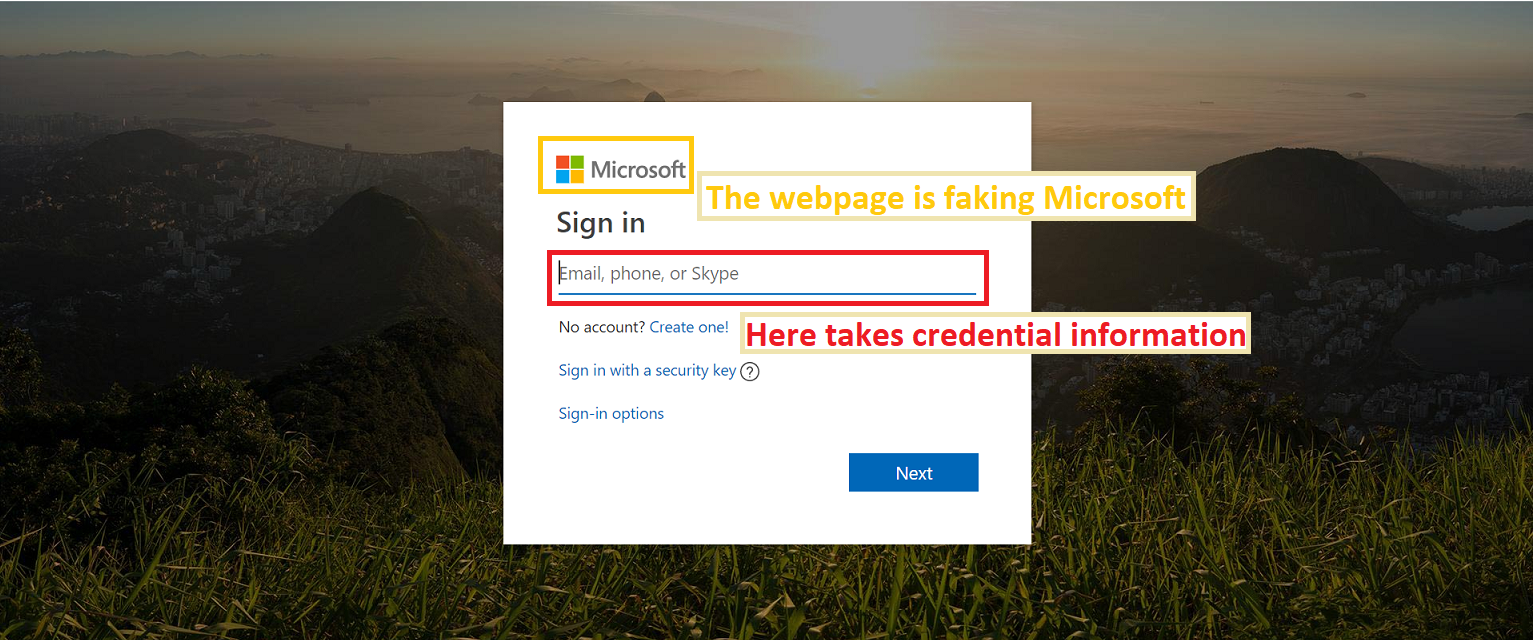 Microsoft
The webpage is faking Microsoft
Sign in
Email, phone, or Skype
No account? Create one!
Here takes credential information
Sign in with a security key ?
Sign-in options
Next